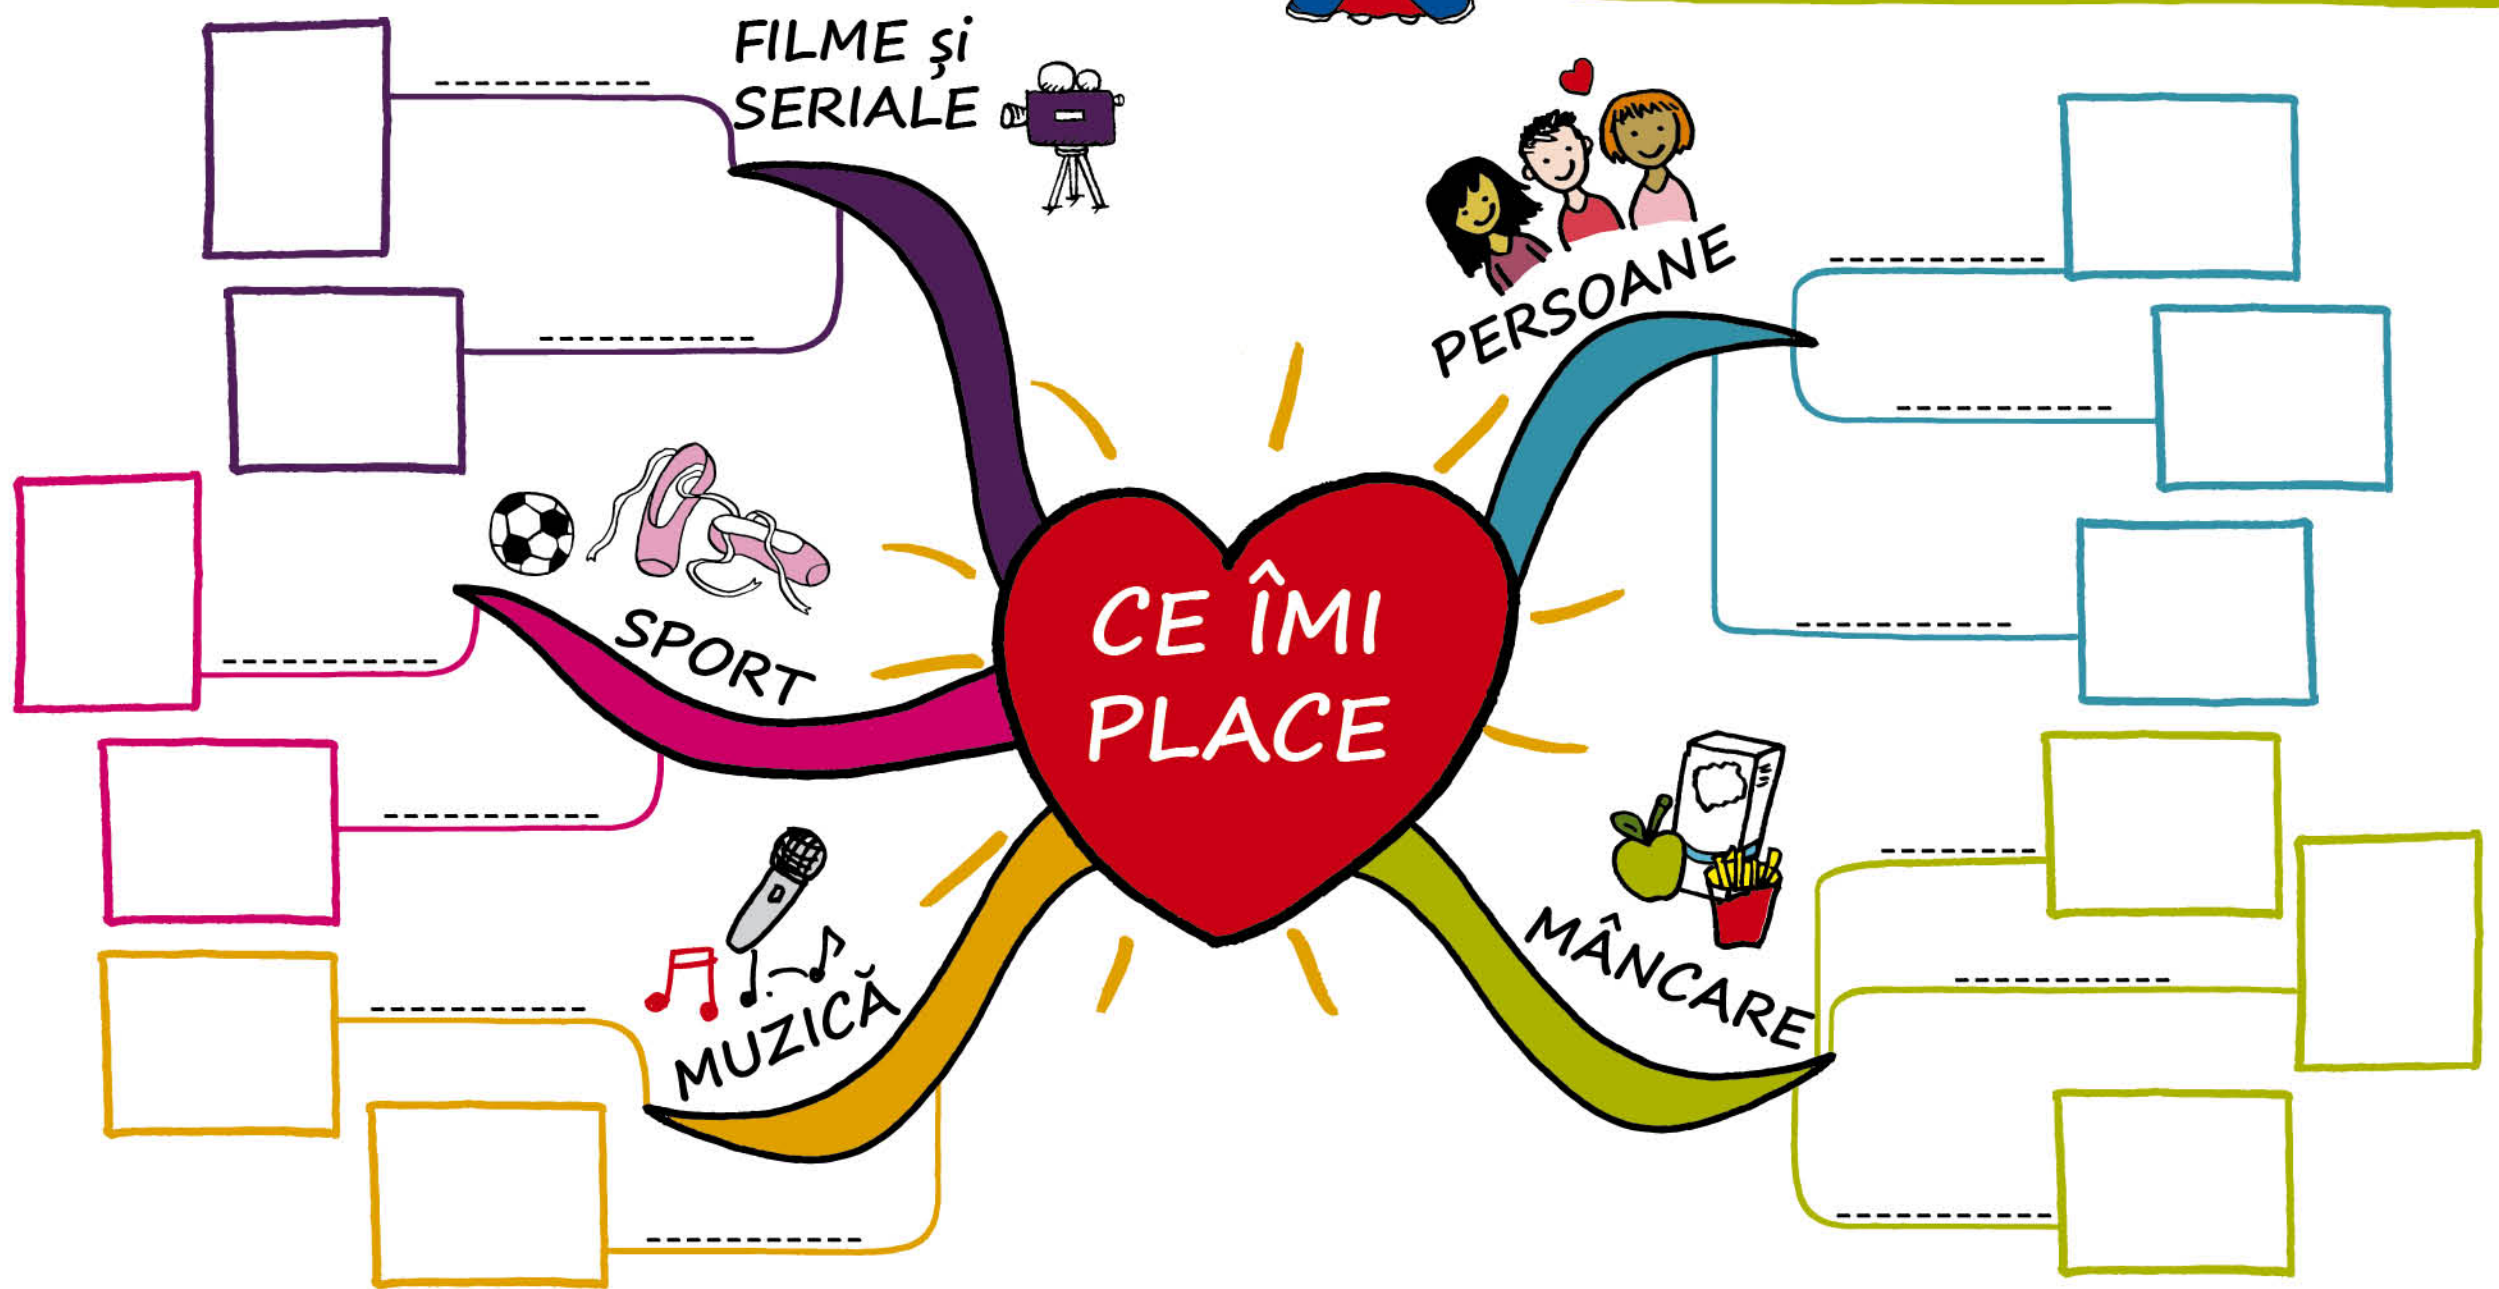 FILME și
SERIALE
PERSOANE
SPORT
CE ÎMI
PLACE
MUZICĂ
MÂNCARE